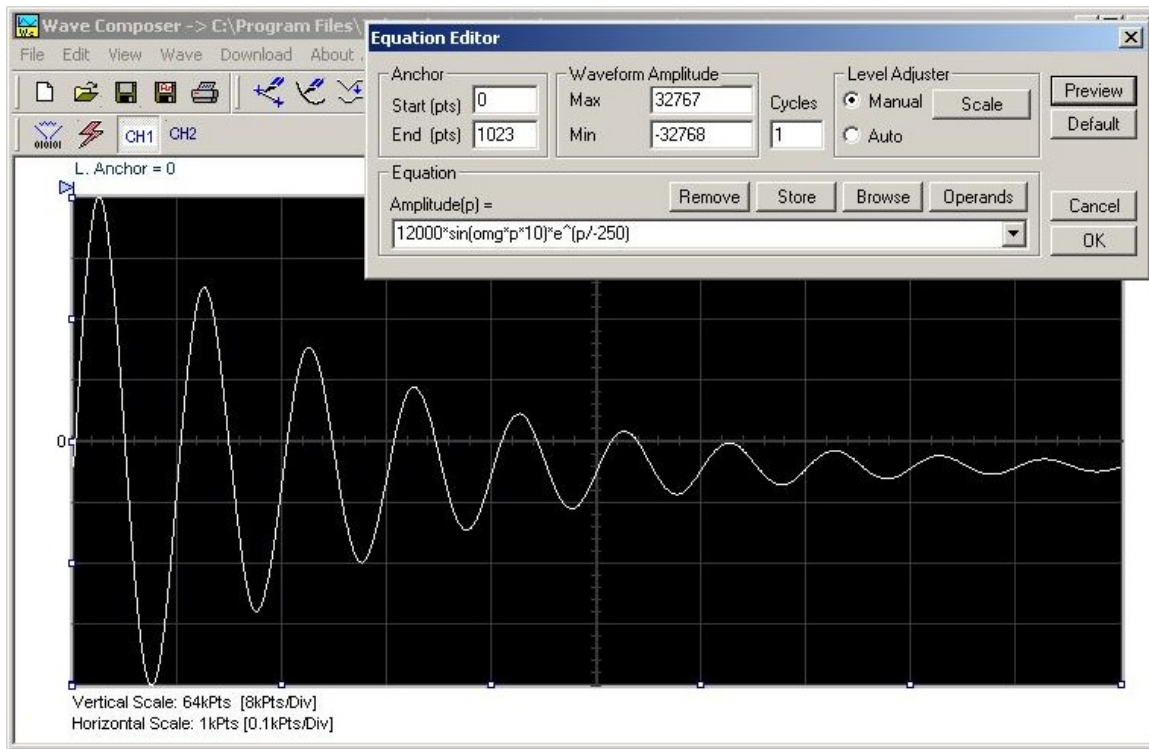 Wave Composer -> C:\Program Files\
File Edit View Wave Download About
CH1 CH2
L. Anchor = 0
0
Equation Editor
Anchor
Start (pts) 0
End (pts) 1023
Waveform Amplitude
Max 32767
Min -32768
Cycles
1
Level Adjuster
Manual Scale
Auto
Preview
Default
Equation
Amplitude(p) =
Remove Store Browse Operands
12000*sin(omg*p*10)*e^(p/-250)
Cancel
OK
Vertical Scale: 64kPts [8kPts/Div]
Horizontal Scale: 1kPts [0.1kPts/Div]